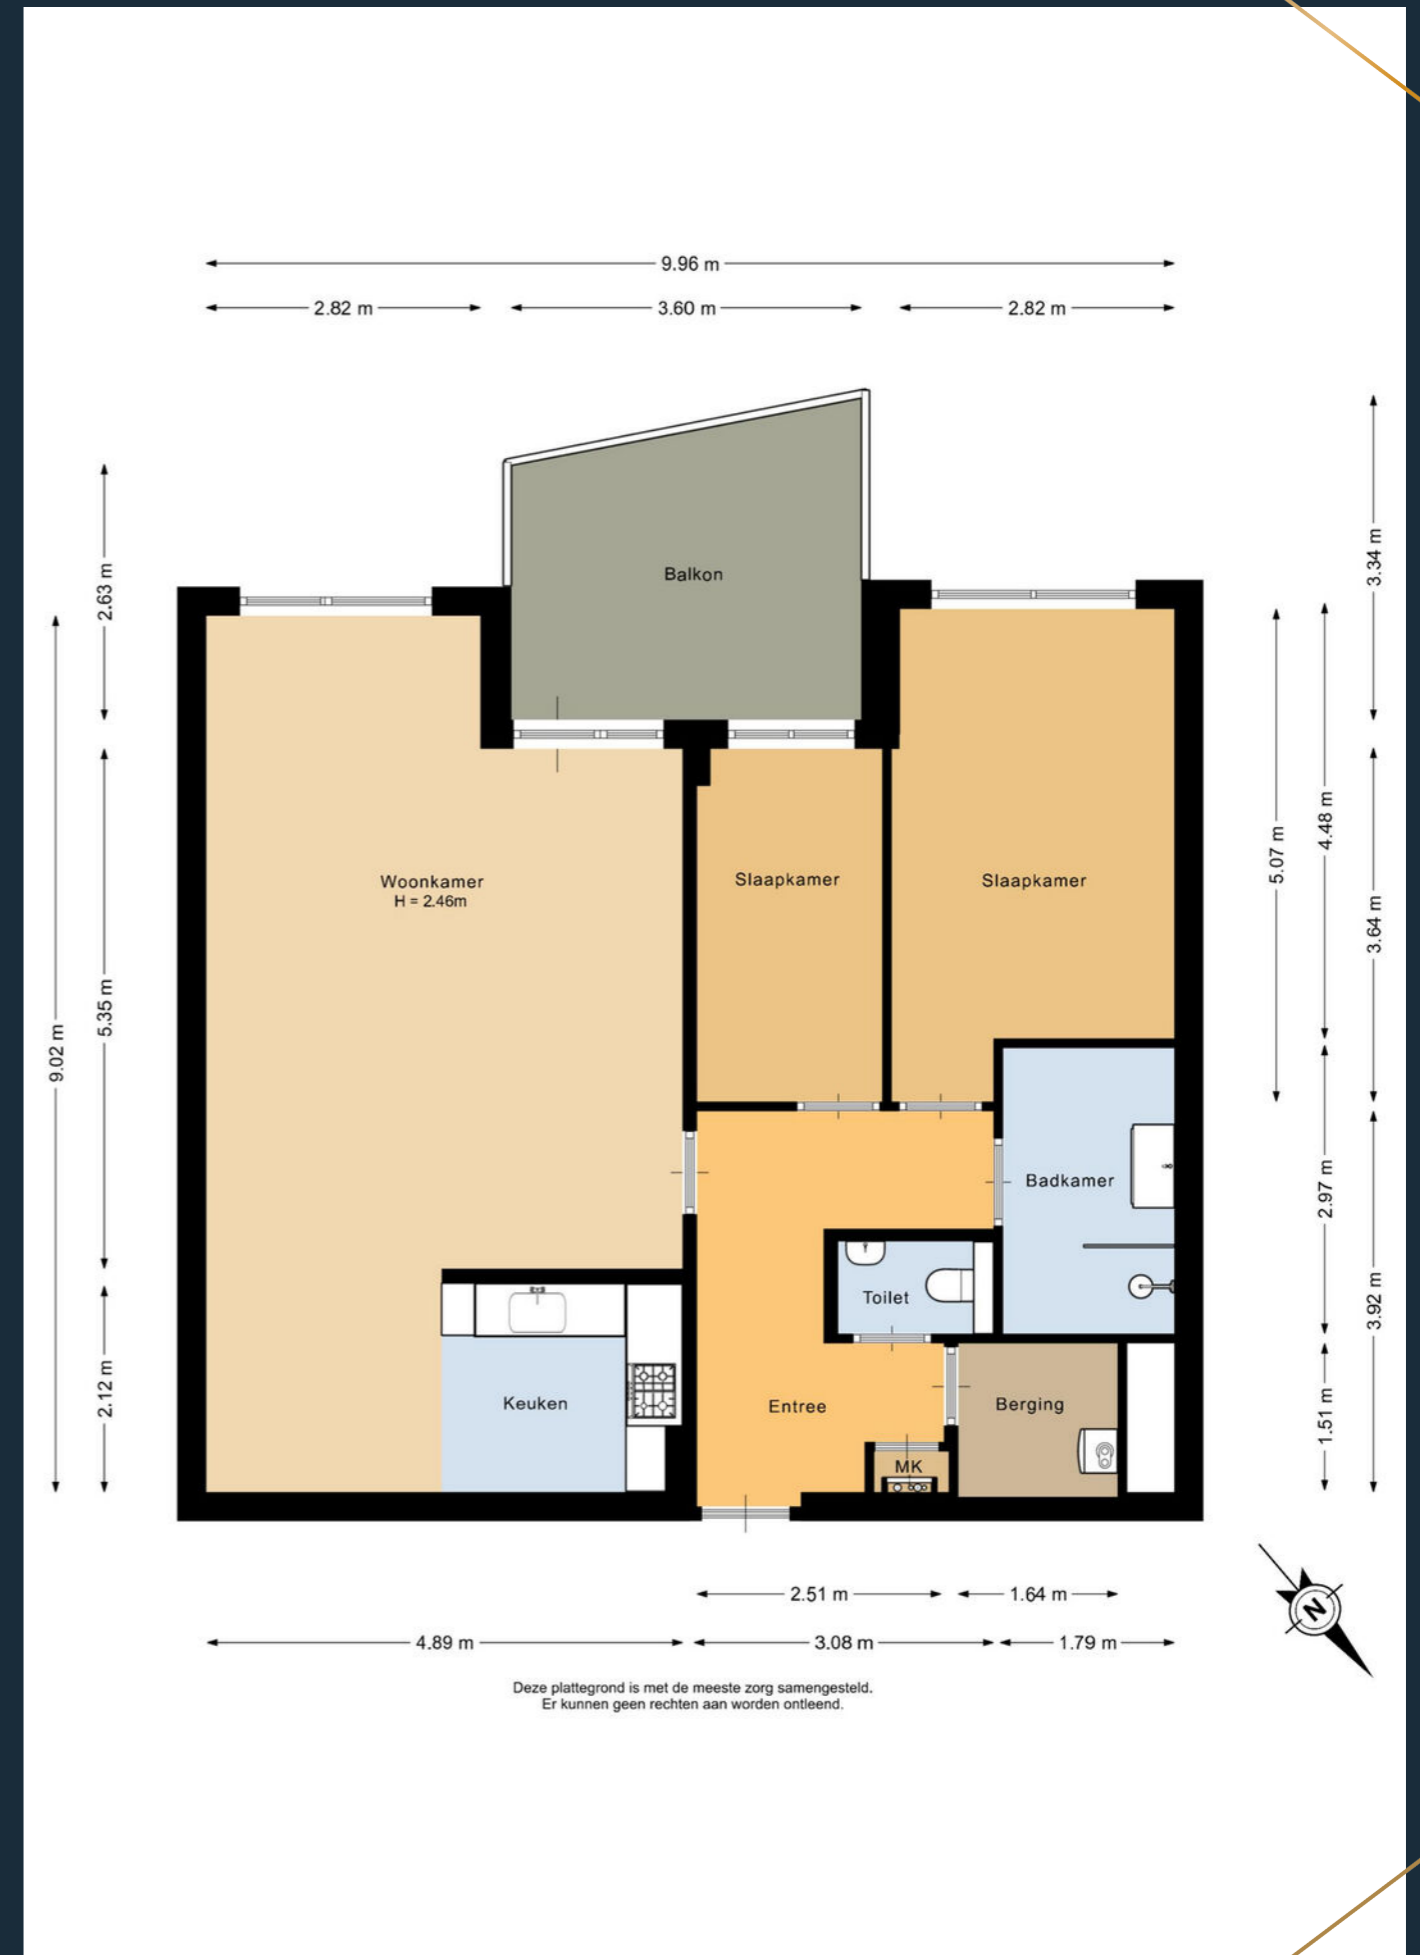 9.96 m
2.82 m
3.60 m
2.82 m
Balkon
2.63 m
3.34 m
Woonkamer
H = 2.46m
Slaapkamer
Slaapkamer
5.07 m
4.48 m
3.64 m
9.02 m
5.35 m
Badkamer
2.97 m
Toilet
3.92 m
Keuken
Entree
Berging
2.12 m
1.51 m
MK
2.51 m
1.64 m
4.89 m
3.08 m
1.79 m
N
Deze plattegrond is met de meeste zorg samengesteld.
Er kunnen geen rechten aan worden ontleend.